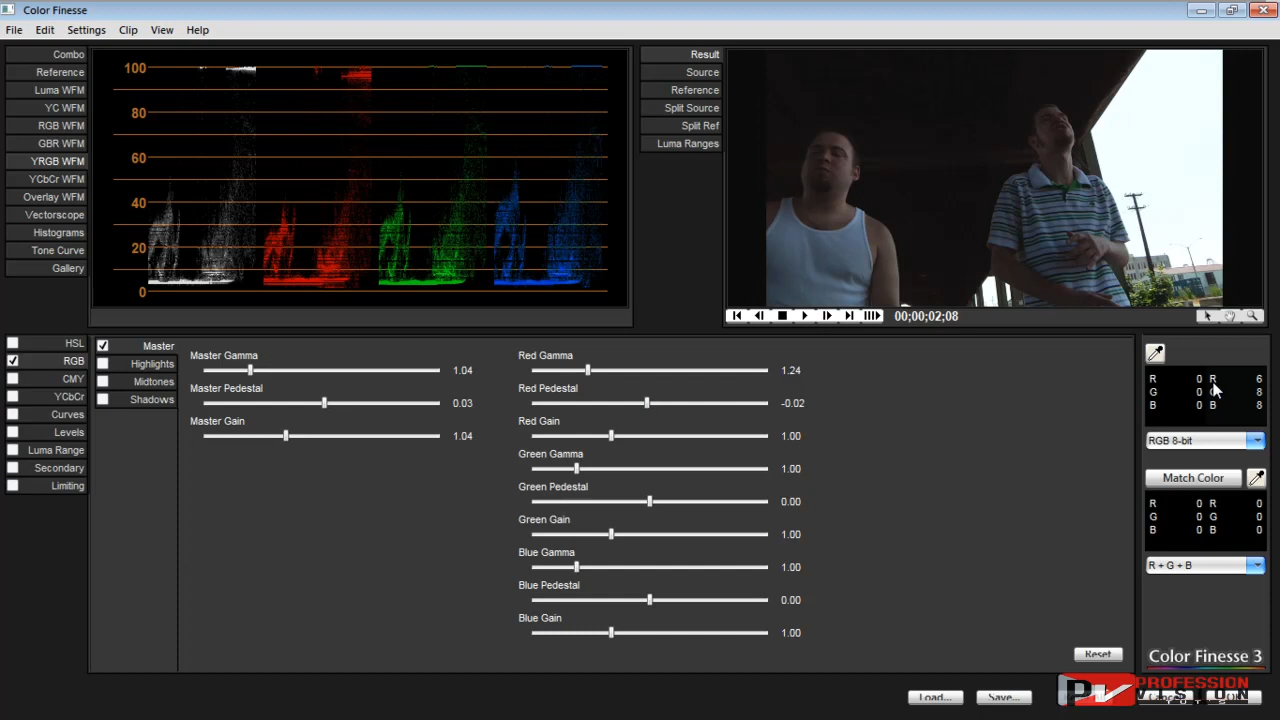 Color Finesse
File Edit Settings Clip View Help
Combo
Reference
Luma WFM
YC WFM
RGB WFM
GBR WFM
YRGB WFM
YCbCr WFM
Overlay WFM
Vectorscope
Histograms
Tone Curve
Gallery
100
80
60
40
20
0
Result
Source
Reference
Split Source
Split Ref
Luma Ranges
00;00;02;08
HSL
RGB
CMY
YCbCr
Curves
Levels
Luma Range
Secondary
Limiting
Master
Highlights
Midtones
Shadows
Master Gamma
1.04
Master Pedestal
0.03
Master Gain
1.04
Red Gamma
1.24
Red Pedestal
-0.02
Red Gain
1.00
Green Gamma
1.00
Green Pedestal
0.00
Green Gain
1.00
Blue Gamma
1.00
Blue Pedestal
0.00
Blue Gain
1.00
Reset
R 0 R 6
G 0 8
B 0 B 8
RGB 8-bit
Match Color
R 0 R 0
G 0 G 0
B 0 B 0
R + G + B
Color Finesse 3
Load...
Save...
PROFESSION
VISION